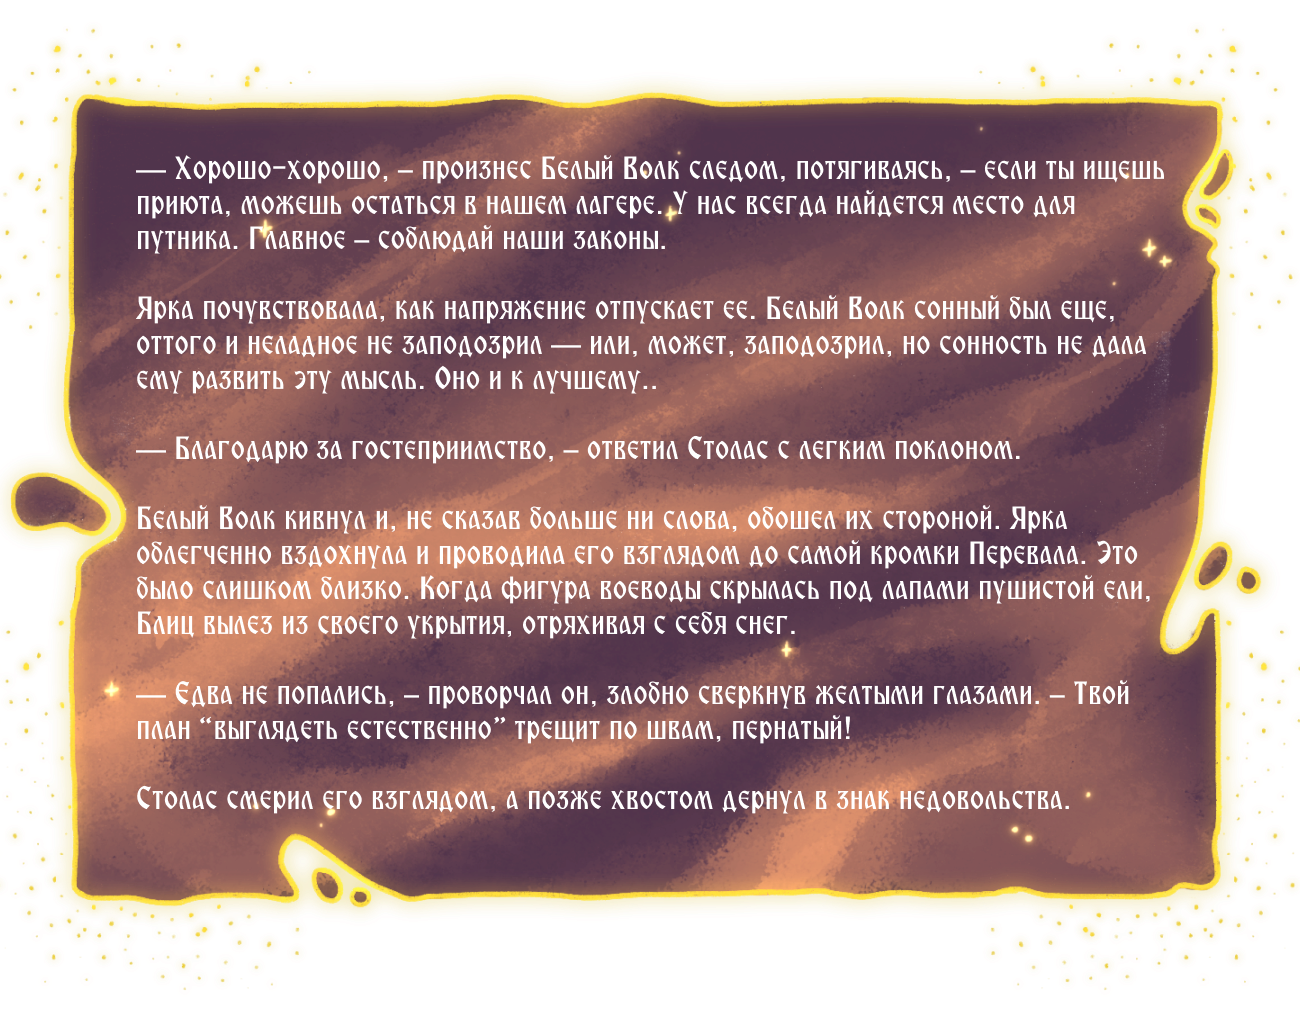 — Хорошо-хорошо, – произнес Белый Волк следом, потягиваясь, – если ты ищешь
приюта, можешь остаться в нашем лагере. У нас всегда найдется место для
путника. Главное – соблюдай наши законы.
Ярка почувствовала, как напряжение отпускает ее. Белый Волк сонный был еще,
оттого и неладное не заподозрил — или, может, заподозрил, но сонность не дала
ему развить эту мысль. Оно и к лучшему..
— Благодарю за гостеприимство, – ответил Столас с легким поклоном.
Белый Волк кивнул и, не сказав больше ни слова, обошел их стороной. Ярка
облегченно вздохнула и проводила его взглядом до самой кромки Перевала. Это
было слишком близко. Когда фигура воеводы скрылась под лапами пушистой ели,
Блиц вылез из своего укрытия, отряхивая с себя снег.
— Едва не попались, – проворчал он, злобно сверкнув желтыми глазами. – Твой
план “выглядеть естественно” трещит по швам, пернатый!
Столас смерил его взглядом, а позже хвостом дернул в знак недовольства.